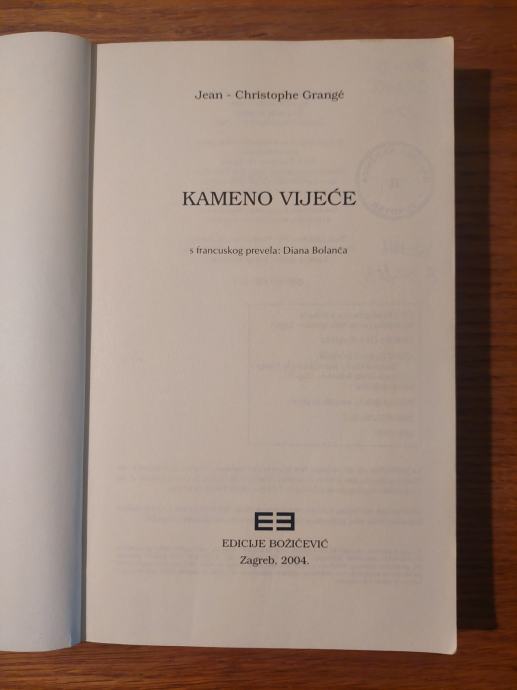 Jean - Christophe Grangé
KAMENO VIJEĆE
s francuskog prevela: Diana Bolanča
EDICIJE BOŽIČEVIĆ
Zagreb, 2004.